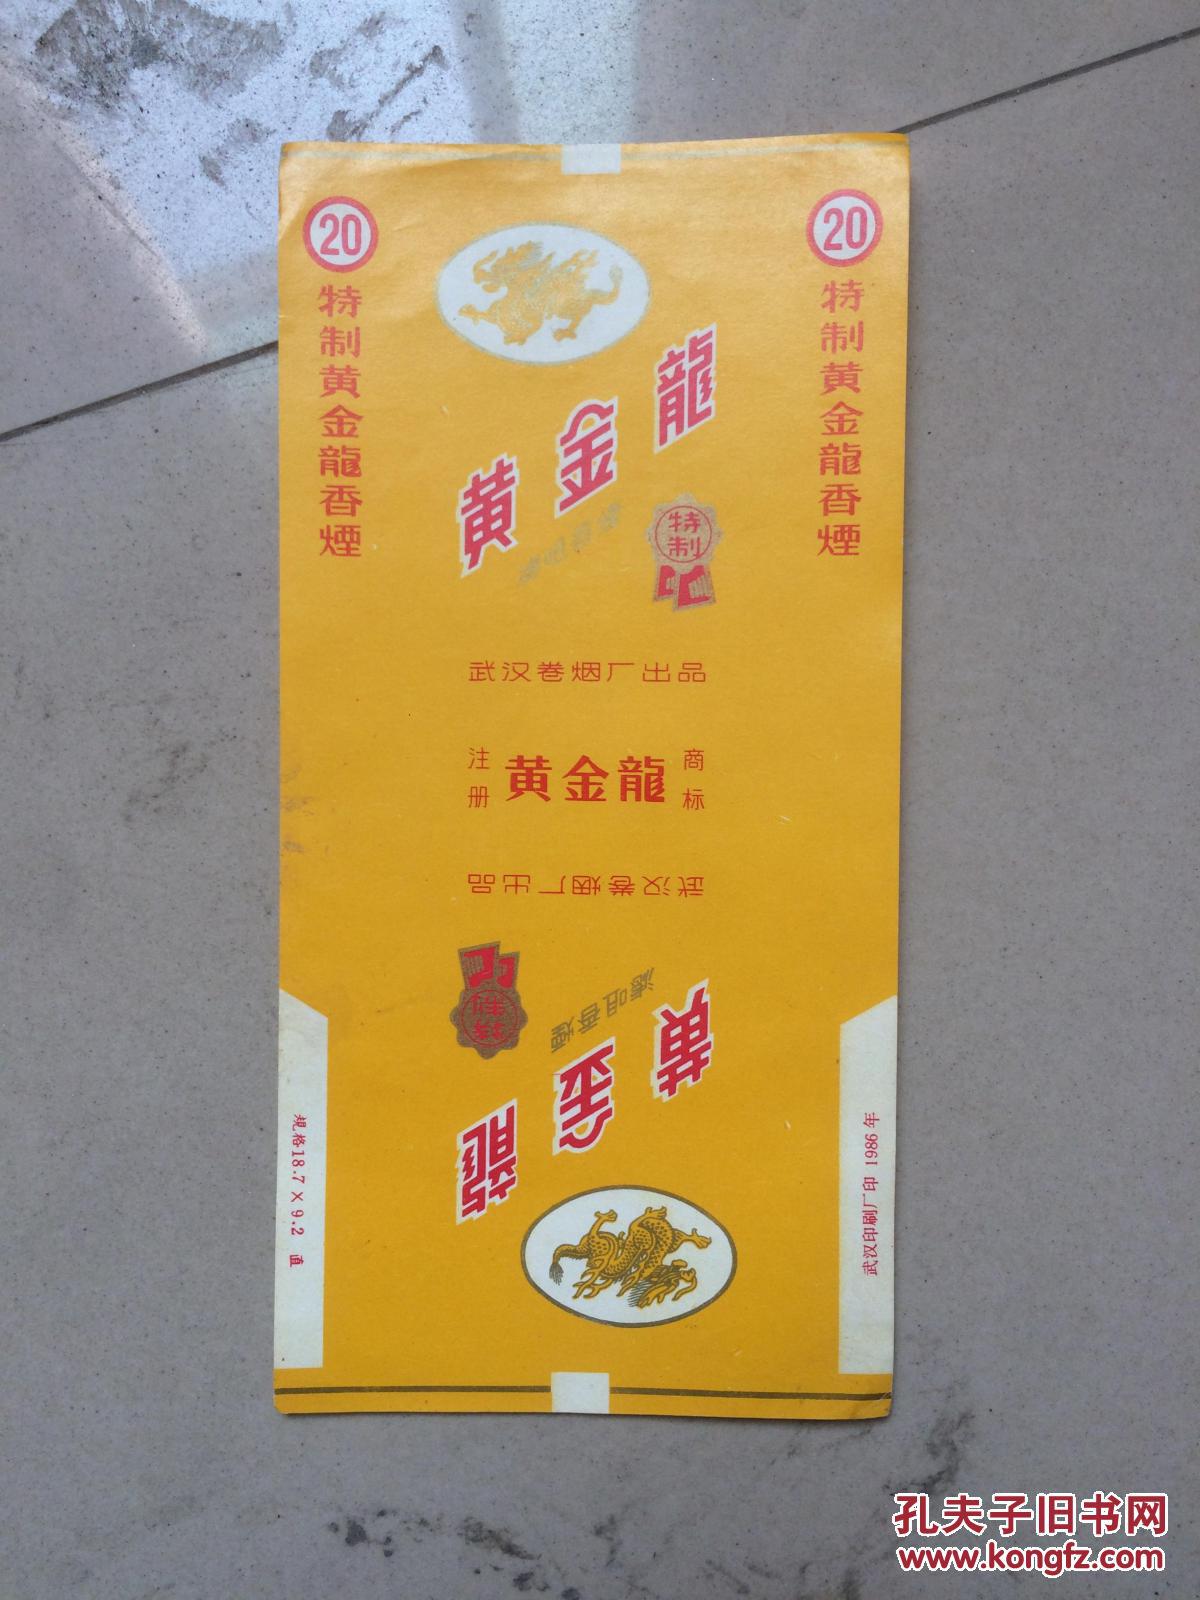 20
特制黄金龍香煙
20
特制黄金龍香煙
黄金龍
滤咀香煙
特制
武汉卷烟厂出品
注册
黄金龍
商标
武汉卷烟厂出品
特制
滤咀香煙
黄金龍
規格18.7×9.2 直
武汉印刷厂印 1986年
孔夫子旧书网
www.kongfz.com